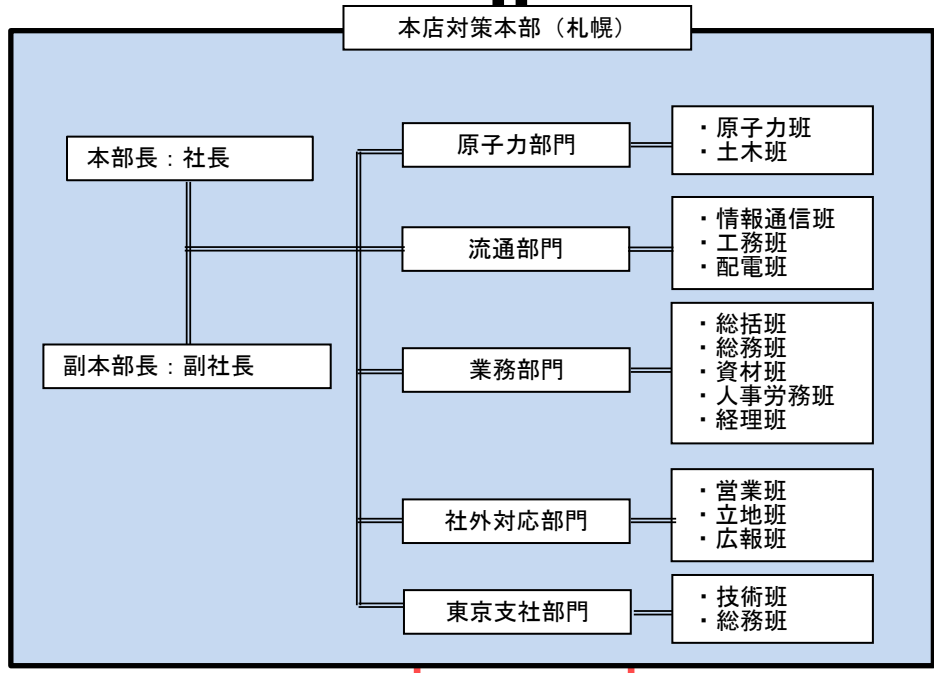 本店対策本部（札幌）
本部長：社長
副本部長：副社長
原子力部門
・原子力班
・土木班
流通部門
・情報通信班
・工務班
・配電班
業務部門
・総括班
・総務班
・資材班
・人事労務班
・経理班
社外対応部門
・営業班
・立地班
・広報班
東京支社部門
・技術班
・総務班